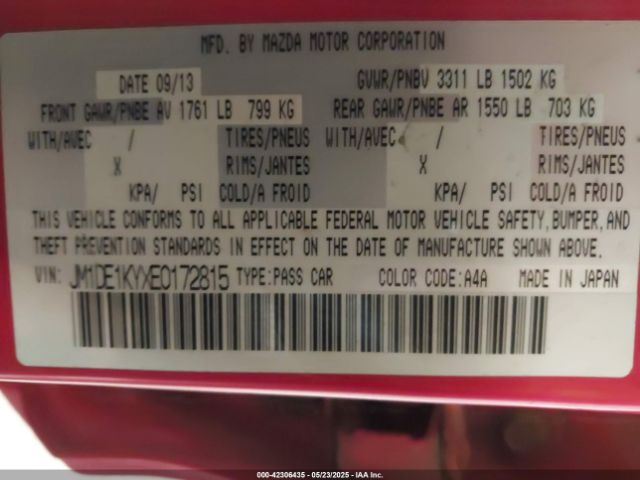 MFD. BY MAZDA MOTOR CORPORATION
DATE 09/13 GVWR/PNBV 3311 LB 1502 KG
FRONT GAWR/PNBE AV 1761 LB 799 KG REAR GAWR/PNBE AR 1550 LB 703 KG
WITH/AVEC / TIRES/PNEUS WITH/AVEC / TIRES/PNEUS
X RIMS/JANTES X RIMS/JANTES
KPA/ PSI COLD/A FROID KPA/ PSI COLD/A FROID
THIS VEHICLE CONFORMS TO ALL APPLICABLE FEDERAL MOTOR VEHICLE SAFETY, BUMPER, AND
THEFT PREVENTION STANDARDS IN EFFECT ON THE DATE OF MANUFACTURE SHOWN ABOVE.
VIN: JM1DE1KYXE0172815 TYPE:PASS CAR COLOR CODE:A4A MADE IN JAPAN
000-42306435 - 05/23/2025 - IAA Inc.